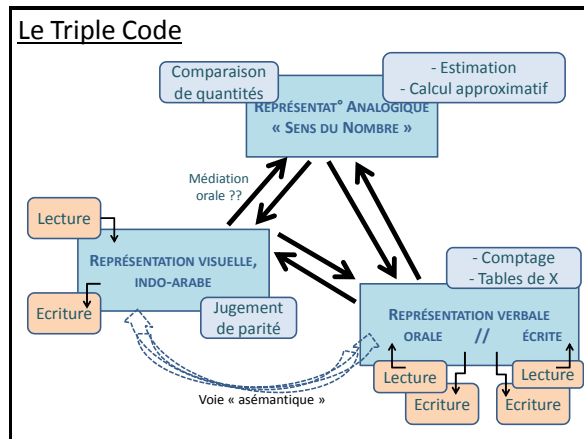 Le Triple Code
Comparaison
de quantités
- Estimation
- Calcul approximatif
REPRÉSENTAT° ANALOGIQUE
« SENS DU NOMBRE »
Médiation
orale ??
Lecture
REPRÉSENTATION VISUELLE,
INDO-ARABE
Ecriture
Jugement
de parité
- Comptage
- Tables de X
REPRÉSENTATION VERBALE
ORALE // ÉCRITE
Lecture
Ecriture
Lecture
Ecriture
Voie « asémantique »